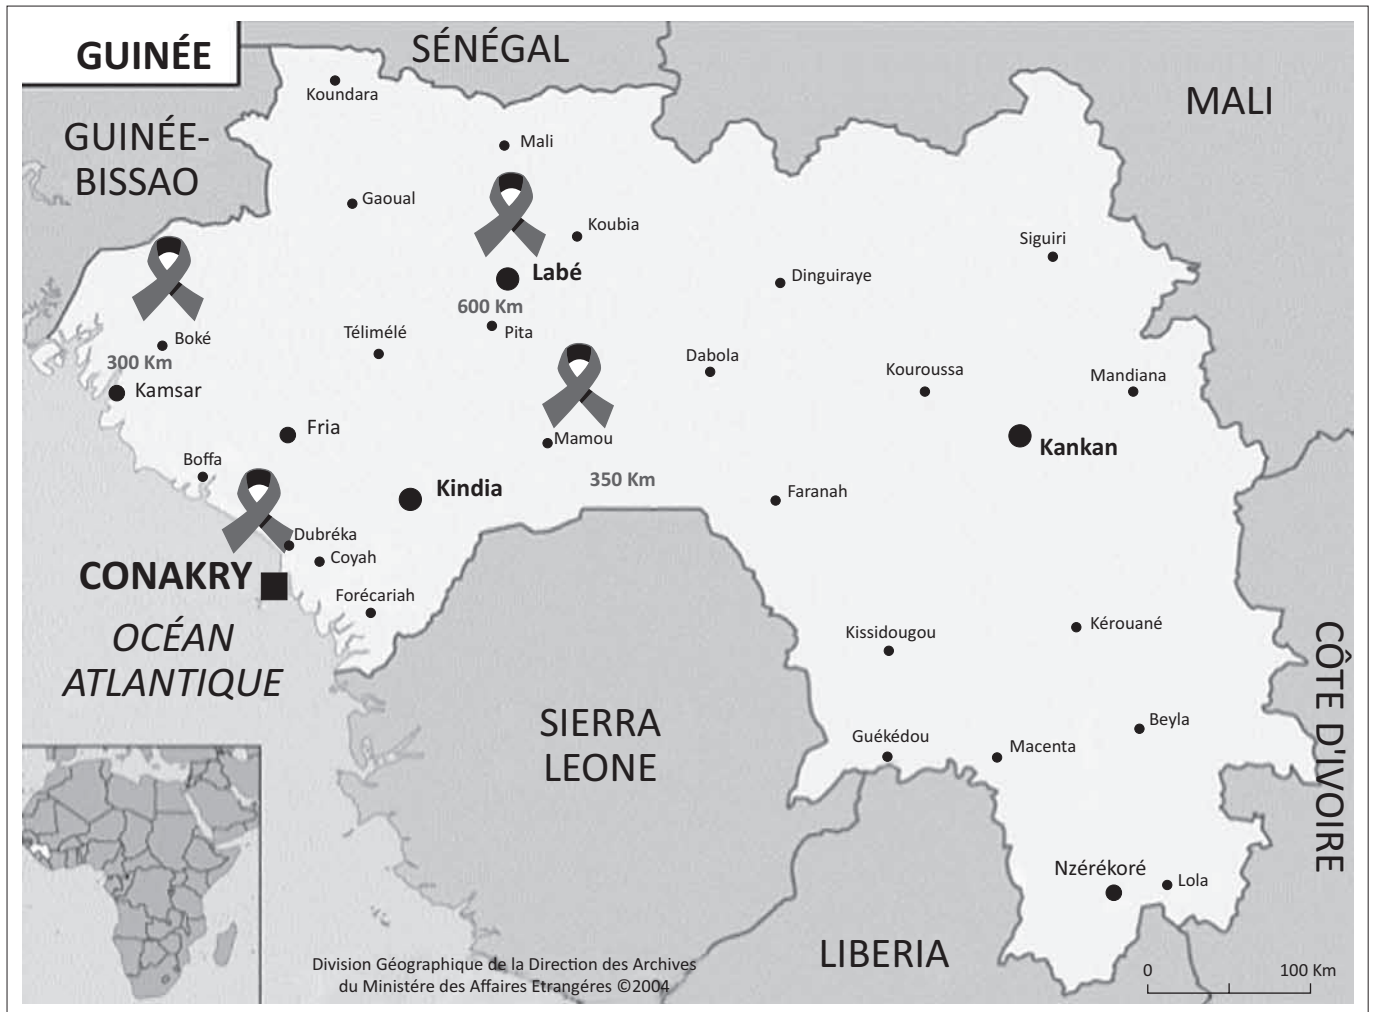 GUINÉE
SÉNÉGAL
MALI
GUINÉE-
BISSAO
Koundara
Mali
Gaoual
Koubia
Siguiri
Labé
Dinguiraye
600 Km
Pita
Télimélé
Boké
300 Km
Kamsar
Dabola
Kouroussa
Mandiana
Fria
Mamou
Kankan
Boffa
350 Km
Kindia
Faranah
Dubréka
Coyah
CONAKRY
Forécariah
OCÉAN
ATLANTIQUE
Kissidougou
Kérouané
CÔTE D'IVOIRE
SIERRA
LEONE
Guékédou
Macenta
Beyla
Nzérékoré
Lola
LIBERIA
Division Géographique de la Direction des Archives
du Ministére des Affaires Etrangéres ©2004
0 100 Km